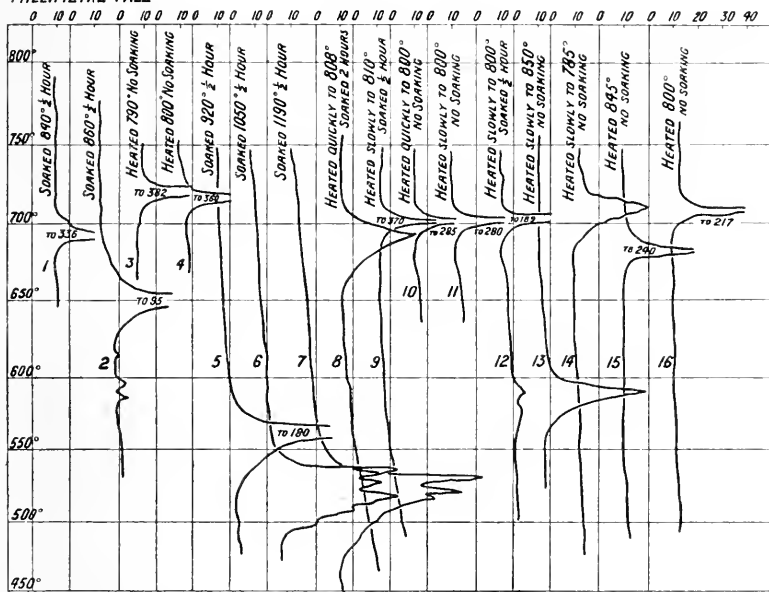 0 10 0 10 0 10 0 10 0 10 0 10 0 10 0 10 0 10 0 10 0 10 0 10 0 10 0 10 0 10 0 10 20 30 40
800°
750°
700°
650°
600°
550°
500°
450°
SOAKED 840° ½ HOUR
SOAKED 860° ½ HOUR
HEATED 790° NO SOAKING
HEATED 800° NO SOAKING
SOAKED 920° ½ HOUR
SOAKED 1050° ½ HOUR
SOAKED 1190° ½ HOUR
HEATED QUICKLY TO 808°
SOAKED 2 HOURS
HEATED SLOWLY TO 810°
SOAKED ½ HOUR
HEATED QUICKLY TO 800°
NO SOAKING
HEATED SLOWLY TO 800°
NO SOAKING
HEATED SLOWLY TO 800°
SOAKED ½ HOUR
HEATED SLOWLY TO 850°
NO SOAKING
HEATED SLOWLY TO 785°
NO SOAKING
HEATED 845°
NO SOAKING
HEATED 800°
NO SOAKING
TO 336
TO 95
TO 382
TO 190
TO 370
TO 285
TO 280
TO 240
TO 217
1
2
3
4
5
6
7
8
9
10
11
12
13
14
15
16